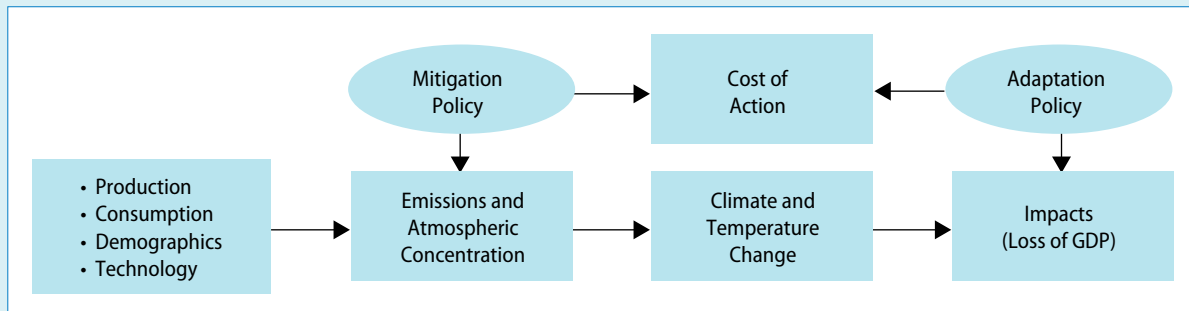 Mitigation
Policy
Cost of
Action
Adaptation
Policy
• Production
• Consumption
• Demographics
• Technology
Emissions and
Atmospheric
Concentration
Climate and
Temperature
Change
Impacts
(Loss of GDP)